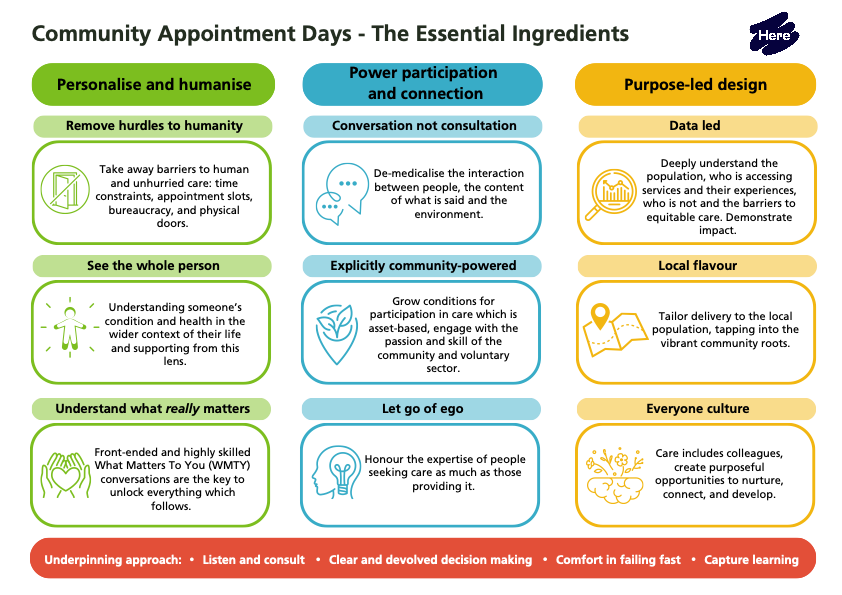 Community Appointment Days - The Essential Ingredients
Here
Personalise and humanise
Remove hurdles to humanity
Take away barriers to human
and unhurried care: time
constraints, appointment slots,
bureaucracy, and physical
doors.
See the whole person
Understanding someone's
condition and health in the
wider context of their life
and supporting from this
lens.
Understand what really matters
Front-ended and highly skilled
What Matters To You (WMTY)
conversations are the key to
unlock everything which
follows.
Power participation
and connection
Conversation not consultation
De-medicalise the interaction
between people, the content
of what is said and the
environment.
Explicitly community-powered
Grow conditions for
participation in care which is
asset-based, engage with the
passion and skill of the
community and voluntary
sector.
Let go of ego
Honour the expertise of people
seeking care as much as those
providing it.
Purpose-led design
Data led
Deeply understand the
population, who is accessing
services and their experiences,
who is not and the barriers to
equitable care. Demonstrate
impact.
Local flavour
Tailor delivery to the local
population, tapping into the
vibrant community roots.
Everyone culture
Care includes colleagues,
create purposeful
opportunities to nurture,
connect, and develop.
Underpinning approach: • Listen and consult • Clear and devolved decision making • Comfort in failing fast • Capture learning